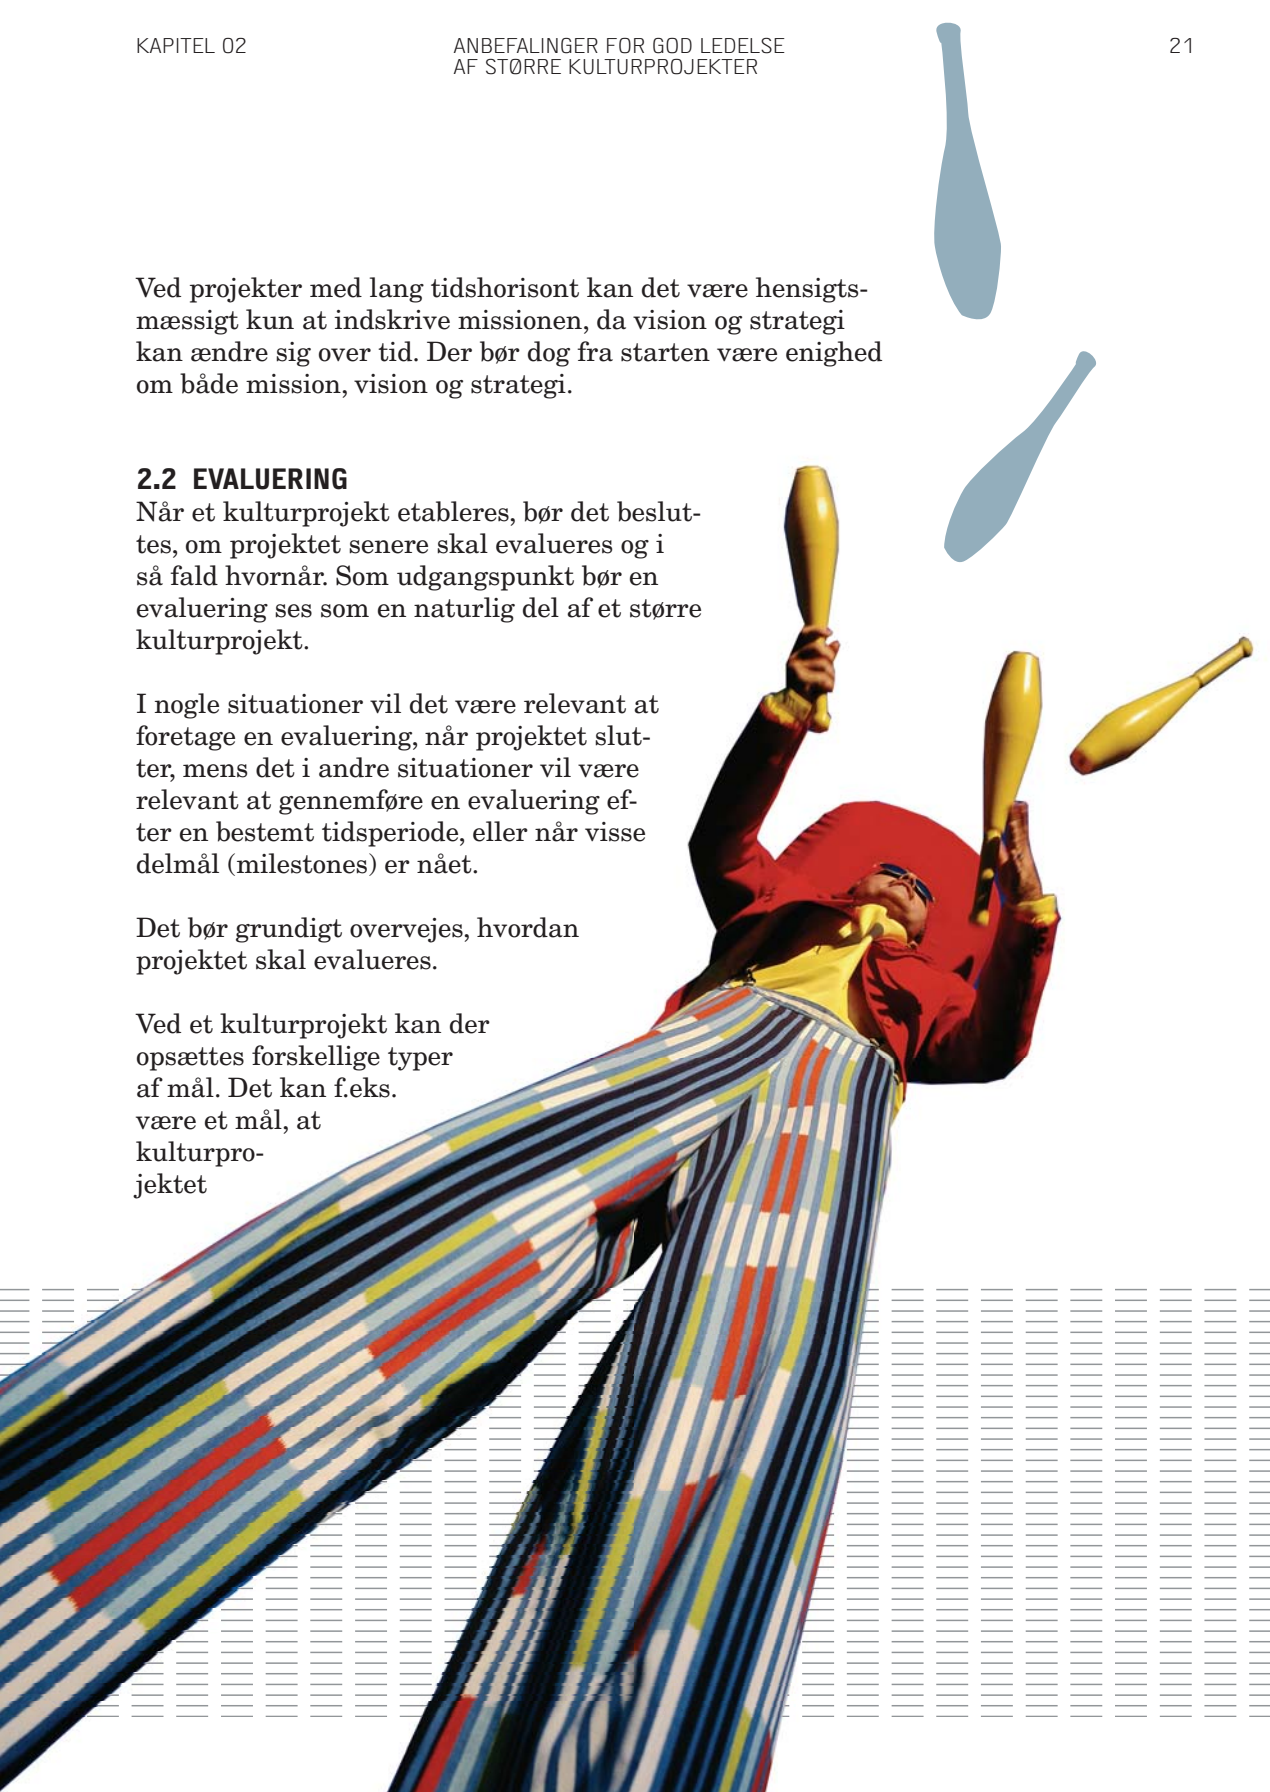 KAPITEL 02
ANBEFALINGER FOR GOD LEDELSE
AF STØRRE KULTURPROJEKTER
21
Ved projekter med lang tidshorisont kan det være hensigts-
mæssigt kun at indskrive missionen, da vision og strategi
kan ændre sig over tid. Der bør dog fra starten være enighed
om både mission, vision og strategi.
2.2 EVALUERING
Når et kulturprojekt etableres, bør det beslut-
tes, om projektet senere skal evalueres og i
så fald hvornår. Som udgangspunkt bør en
evaluering ses som en naturlig del af et større
kulturprojekt.
I nogle situationer vil det være relevant at
foretage en evaluering, når projektet slut-
ter, mens det i andre situationer vil være
relevant at gennemføre en evaluering ef-
ter en bestemt tidsperiode, eller når visse
delmål (milestones) er nået.
Det bør grundigt overvejes, hvordan
projektet skal evalueres.
Ved et kulturprojekt kan der
opsættes forskellige typer
af mål. Det kan f.eks.
være et mål, at
kulturpro-
jektet